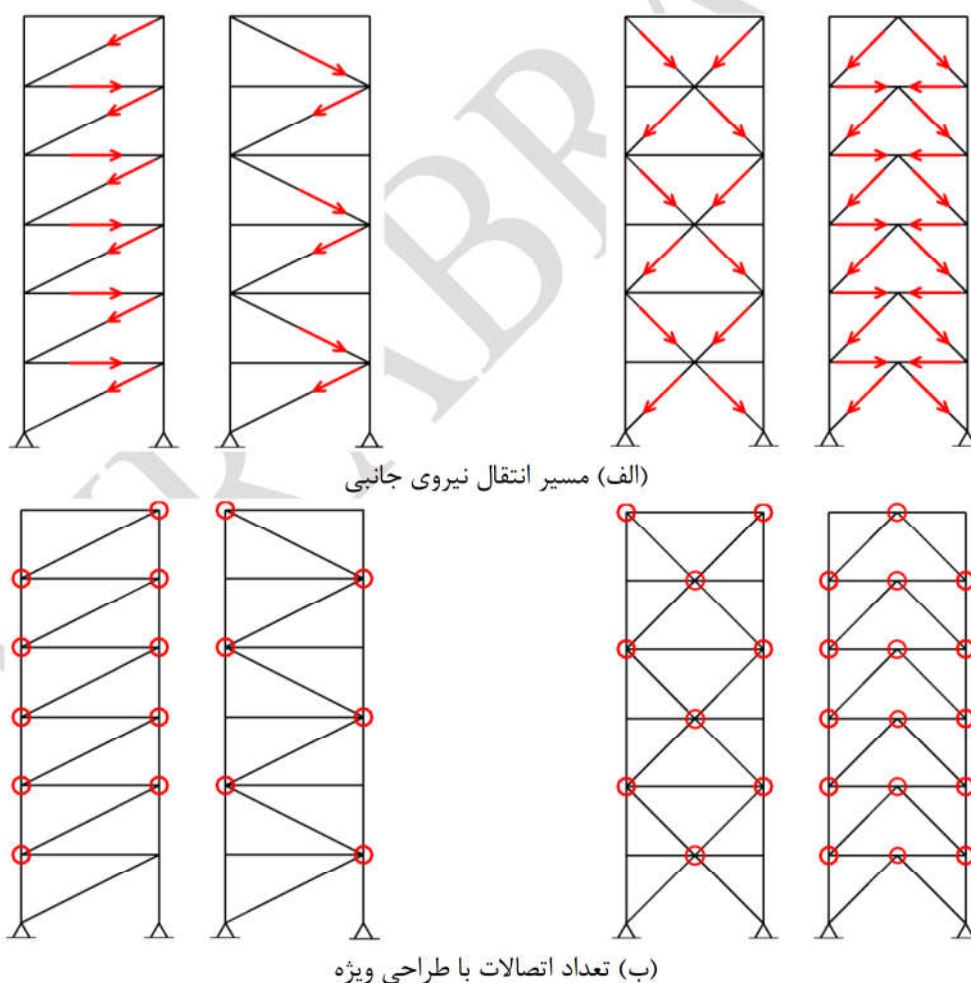 (الف) مسیر انتقال نیروی جانبی
(ب) تعداد اتصالات با طراحی ویژه